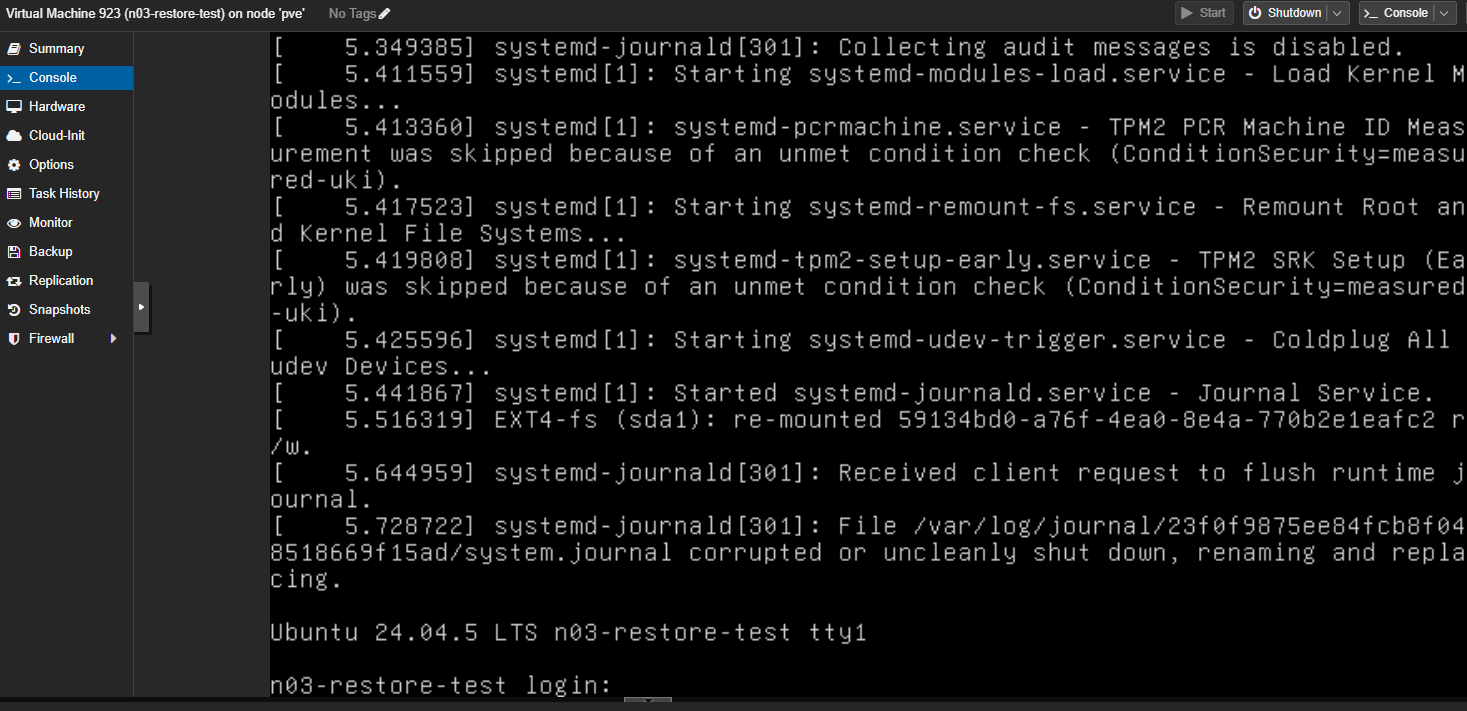 Virtual Machine 923 (n03-restore-test) on node 'pve' No Tags Start Shutdown Console
Summary
Console
Hardware
Cloud-Init
Options
Task History
Monitor
Backup
Replication
Snapshots
Firewall
[    5.349385] systemd-journald[301]: Collecting audit messages is disabled.
[    5.411559] systemd[1]: Starting systemd-modules-load.service - Load Kernel M
odules...
[    5.413360] systemd[1]: systemd-pcrmachine.service - TPM2 PCR Machine ID Meas
urement was skipped because of an unmet condition check (ConditionSecurity=measu
red-uki).
[    5.417523] systemd[1]: Starting systemd-remount-fs.service - Remount Root an
d Kernel File Systems...
[    5.419808] systemd[1]: systemd-tpm2-setup-early.service - TPM2 SRK Setup (Ea
rly) was skipped because of an unmet condition check (ConditionSecurity=measured
-uki).
[    5.425596] systemd[1]: Starting systemd-udev-trigger.service - Coldplug All
udev Devices...
[    5.441867] systemd[1]: Started systemd-journald.service - Journal Service.
[    5.516319] EXT4-fs (sda1): re-mounted 59134bd0-a76f-4ea0-8e4a-770b2e1eafc2 r
/w.
[    5.644959] systemd-journald[301]: Received client request to flush runtime j
ournal.
[    5.728722] systemd-journald[301]: File /var/log/journal/23f0f9875ee84fcb8f04
8518669f15ad/system.journal corrupted or uncleanly shut down, renaming and repla
cing.
Ubuntu 24.04.5 LTS n03-restore-test tty1
n03-restore-test login: